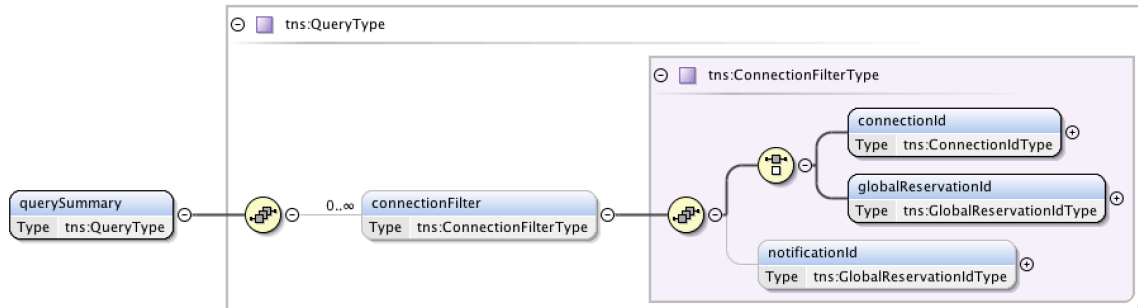 tns:QueryType
tns:ConnectionFilterType
connectionId
Type tns:ConnectionIdType
globalReservationId
Type tns:GlobalReservationIdType
querySummary
Type tns:QueryType
0..∞
connectionFilter
Type tns:ConnectionFilterType
notificationId
Type tns:GlobalReservationIdType